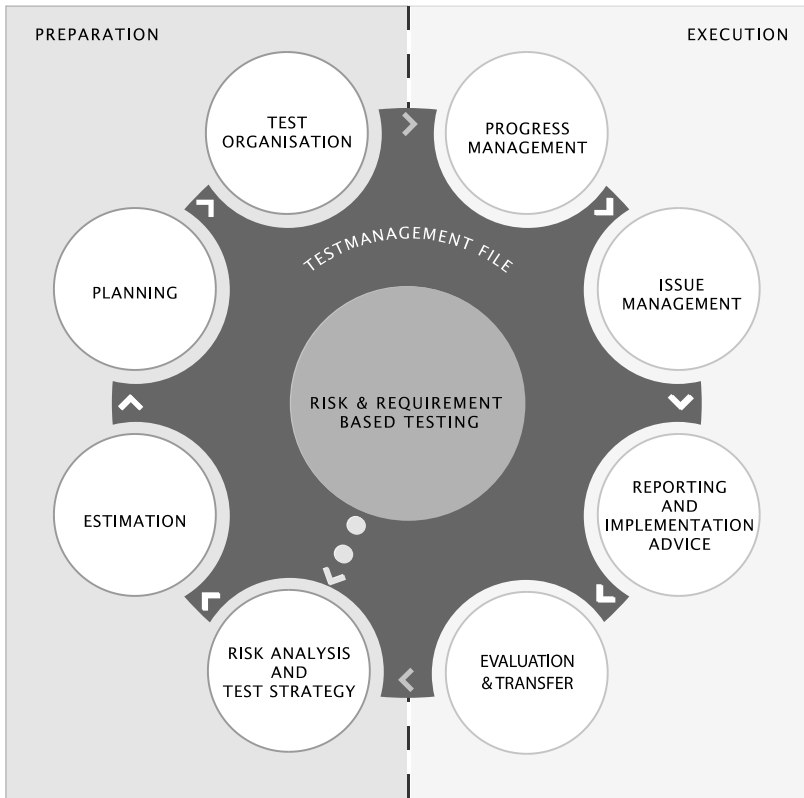 PREPARATION
EXECUTION
TEST
ORGANISATION
PROGRESS
MANAGEMENT
TESTMANAGEMENT FILE
PLANNING
ISSUE
MANAGEMENT
RISK & REQUIREMENT
BASED TESTING
ESTIMATION
REPORTING
AND
IMPLEMENTATION
ADVICE
RISK ANALYSIS
AND
TEST STRATEGY
EVALUATION
& TRANSFER